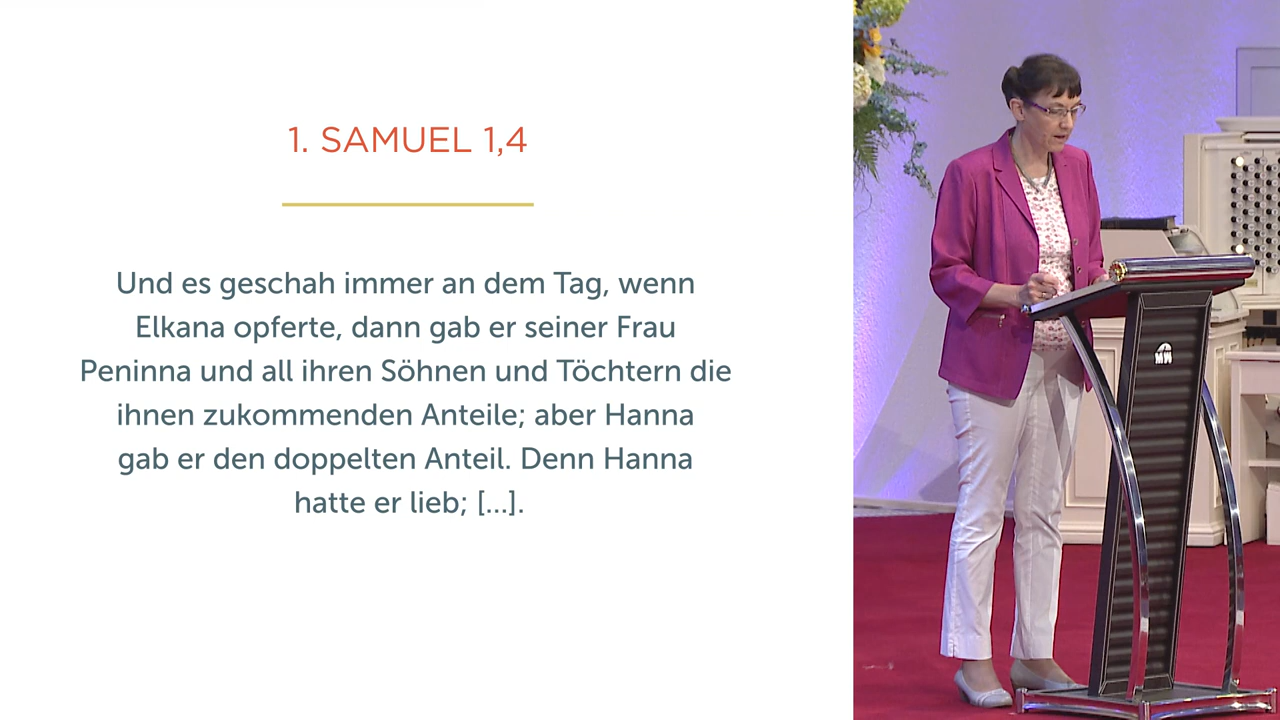 1. SAMUEL 1,4
Und es geschah immer an dem Tag, wenn
Elkana opferte, dann gab er seiner Frau
Peninna und all ihren Söhnen und Töchtern die
ihnen zukommenden Anteile; aber Hanna
gab er den doppelten Anteil. Denn Hanna
hatte er lieb; [...].